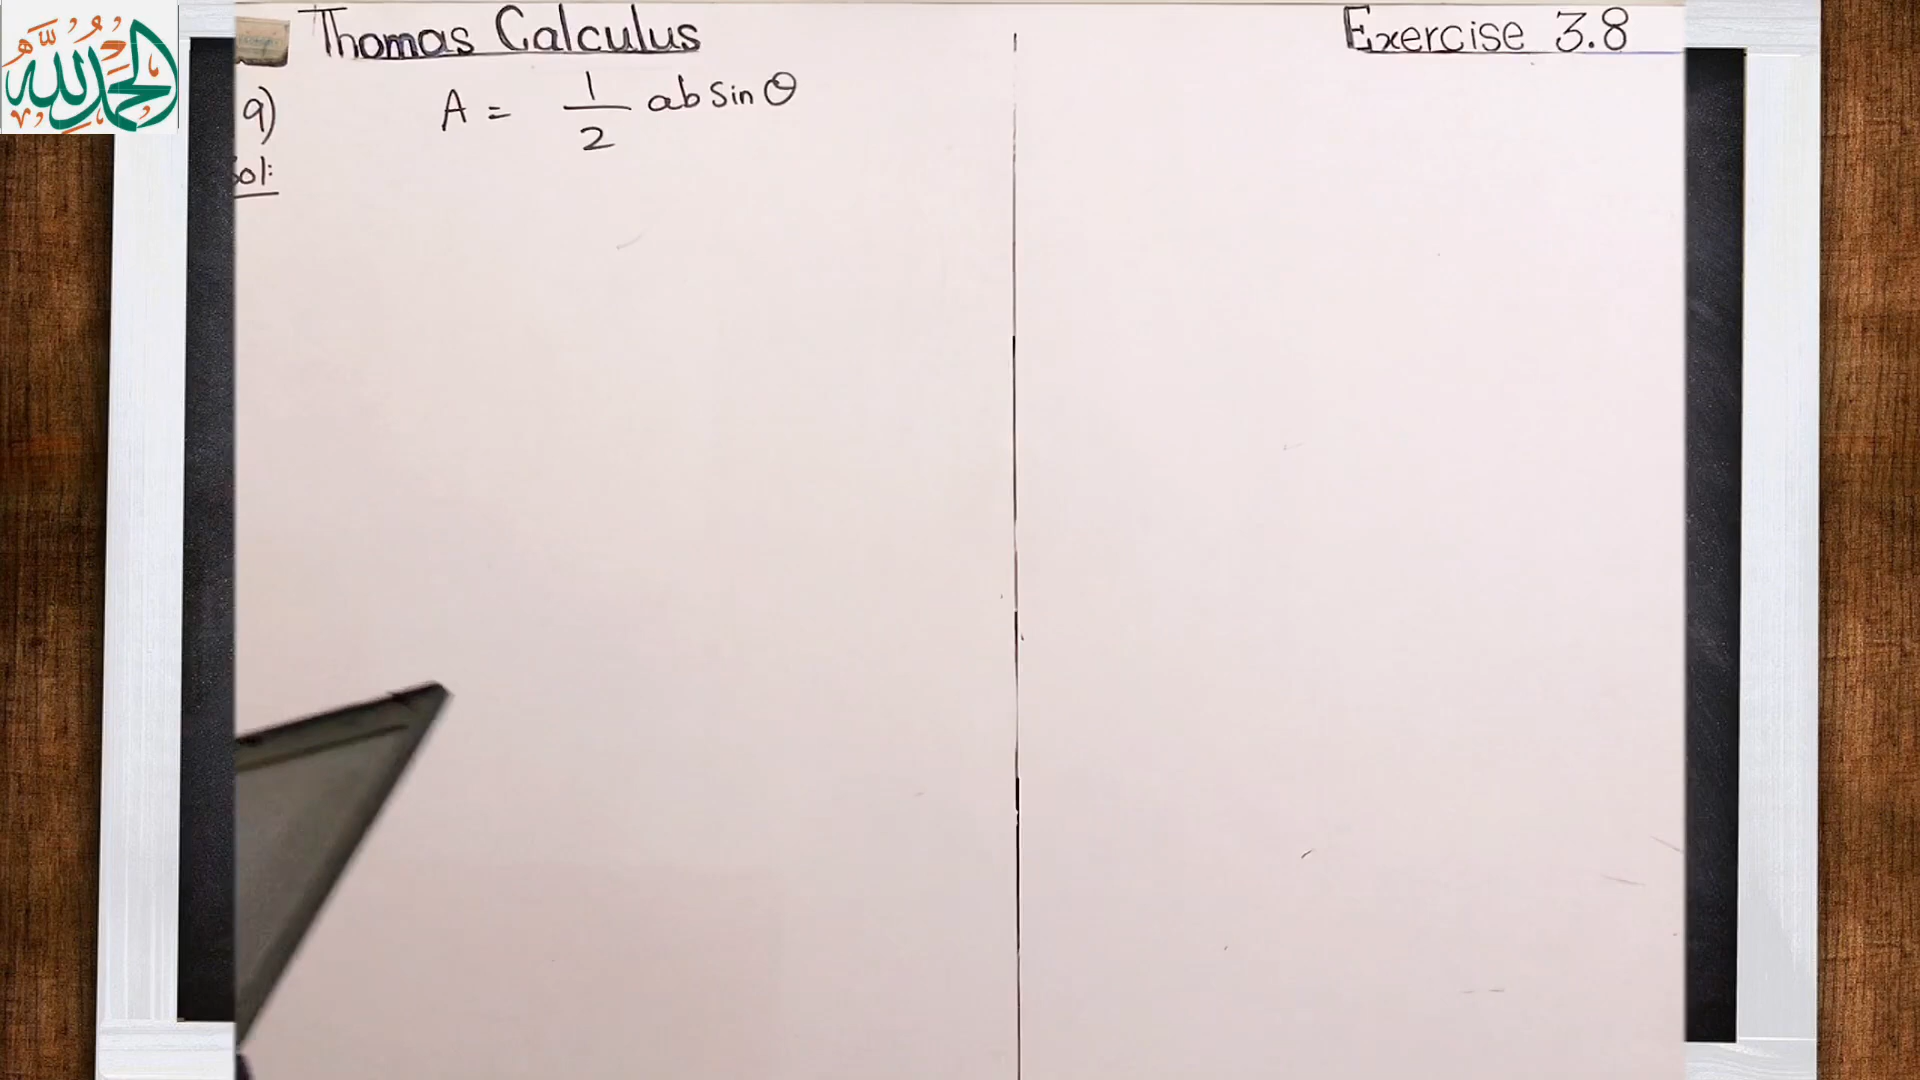 الحمد لله
Thomas Calculus
Exercise 3.8
9) A = 1/2 ab Sin θ
Sol: